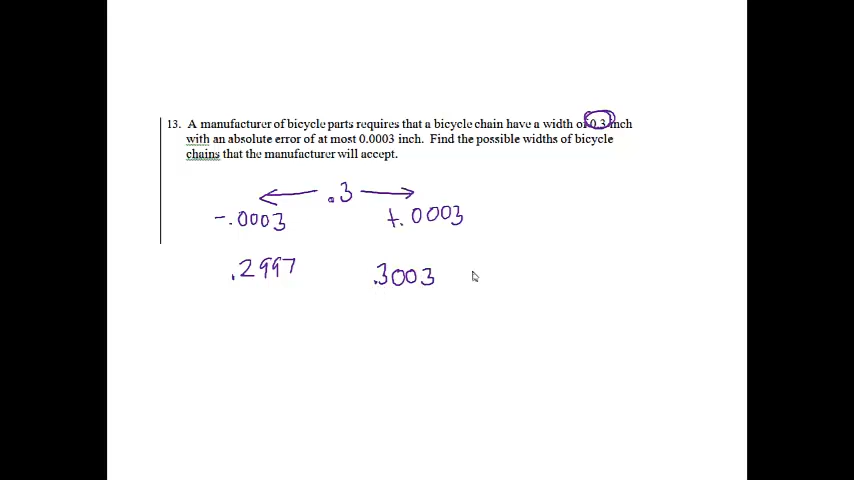 13. A manufacturer of bicycle parts requires that a bicycle chain have a width of 0.3 inch
with an absolute error of at most 0.0003 inch. Find the possible widths of bicycle
chains that the manufacturer will accept.
.3
-.0003 +.0003
.2997 .3003